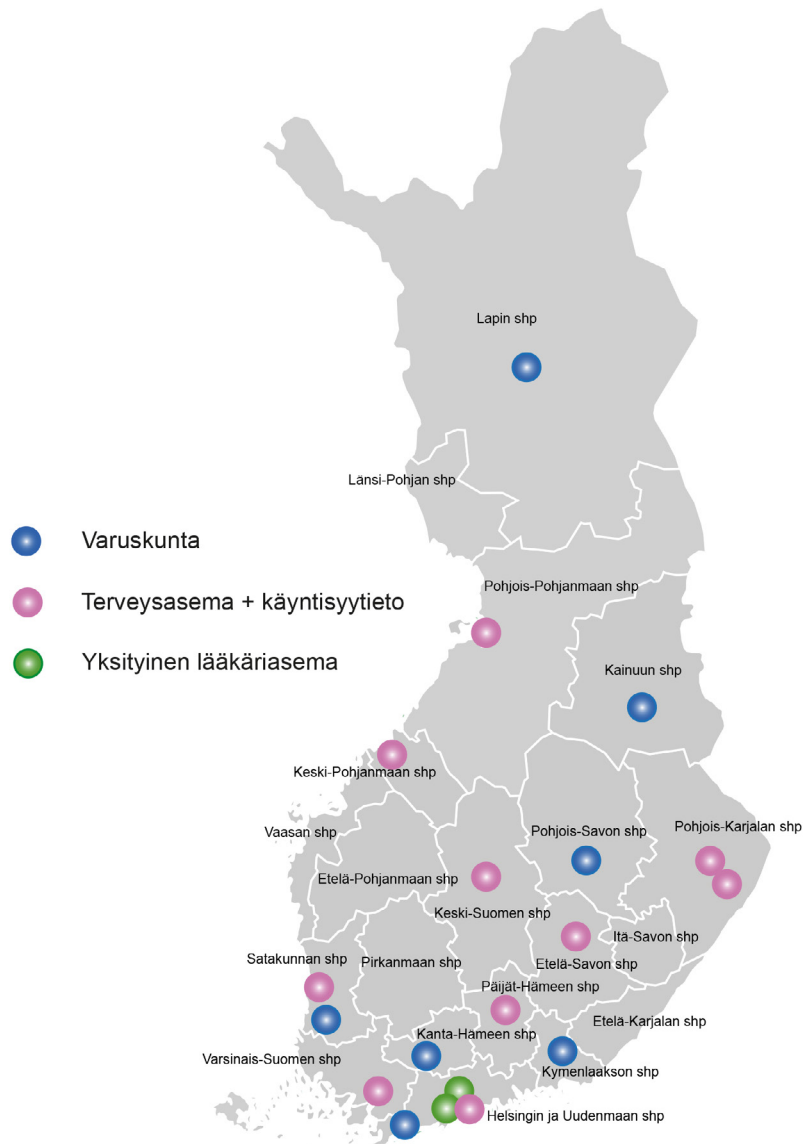 Lapin shp
Länsi-Pohjan shp
Varuskunta
Terveysasema + käyntisyytieto
Yksityinen lääkäriasema
Pohjois-Pohjanmaan shp
Kainuun shp
Keski-Pohjanmaan shp
Vaasan shp
Pohjois-Savon shp
Pohjois-Karjalan shp
Etelä-Pohjanmaan shp
Keski-Suomen shp
Itä-Savon shp
Satakunnan shp
Pirkanmaan shp
Etelä-Savon shp
Päijät-Hämeen shp
Etelä-Karjalan shp
Kanta-Hämeen shp
Varsinais-Suomen shp
Kymenlaakson shp
Helsingin ja Uudenmaan shp